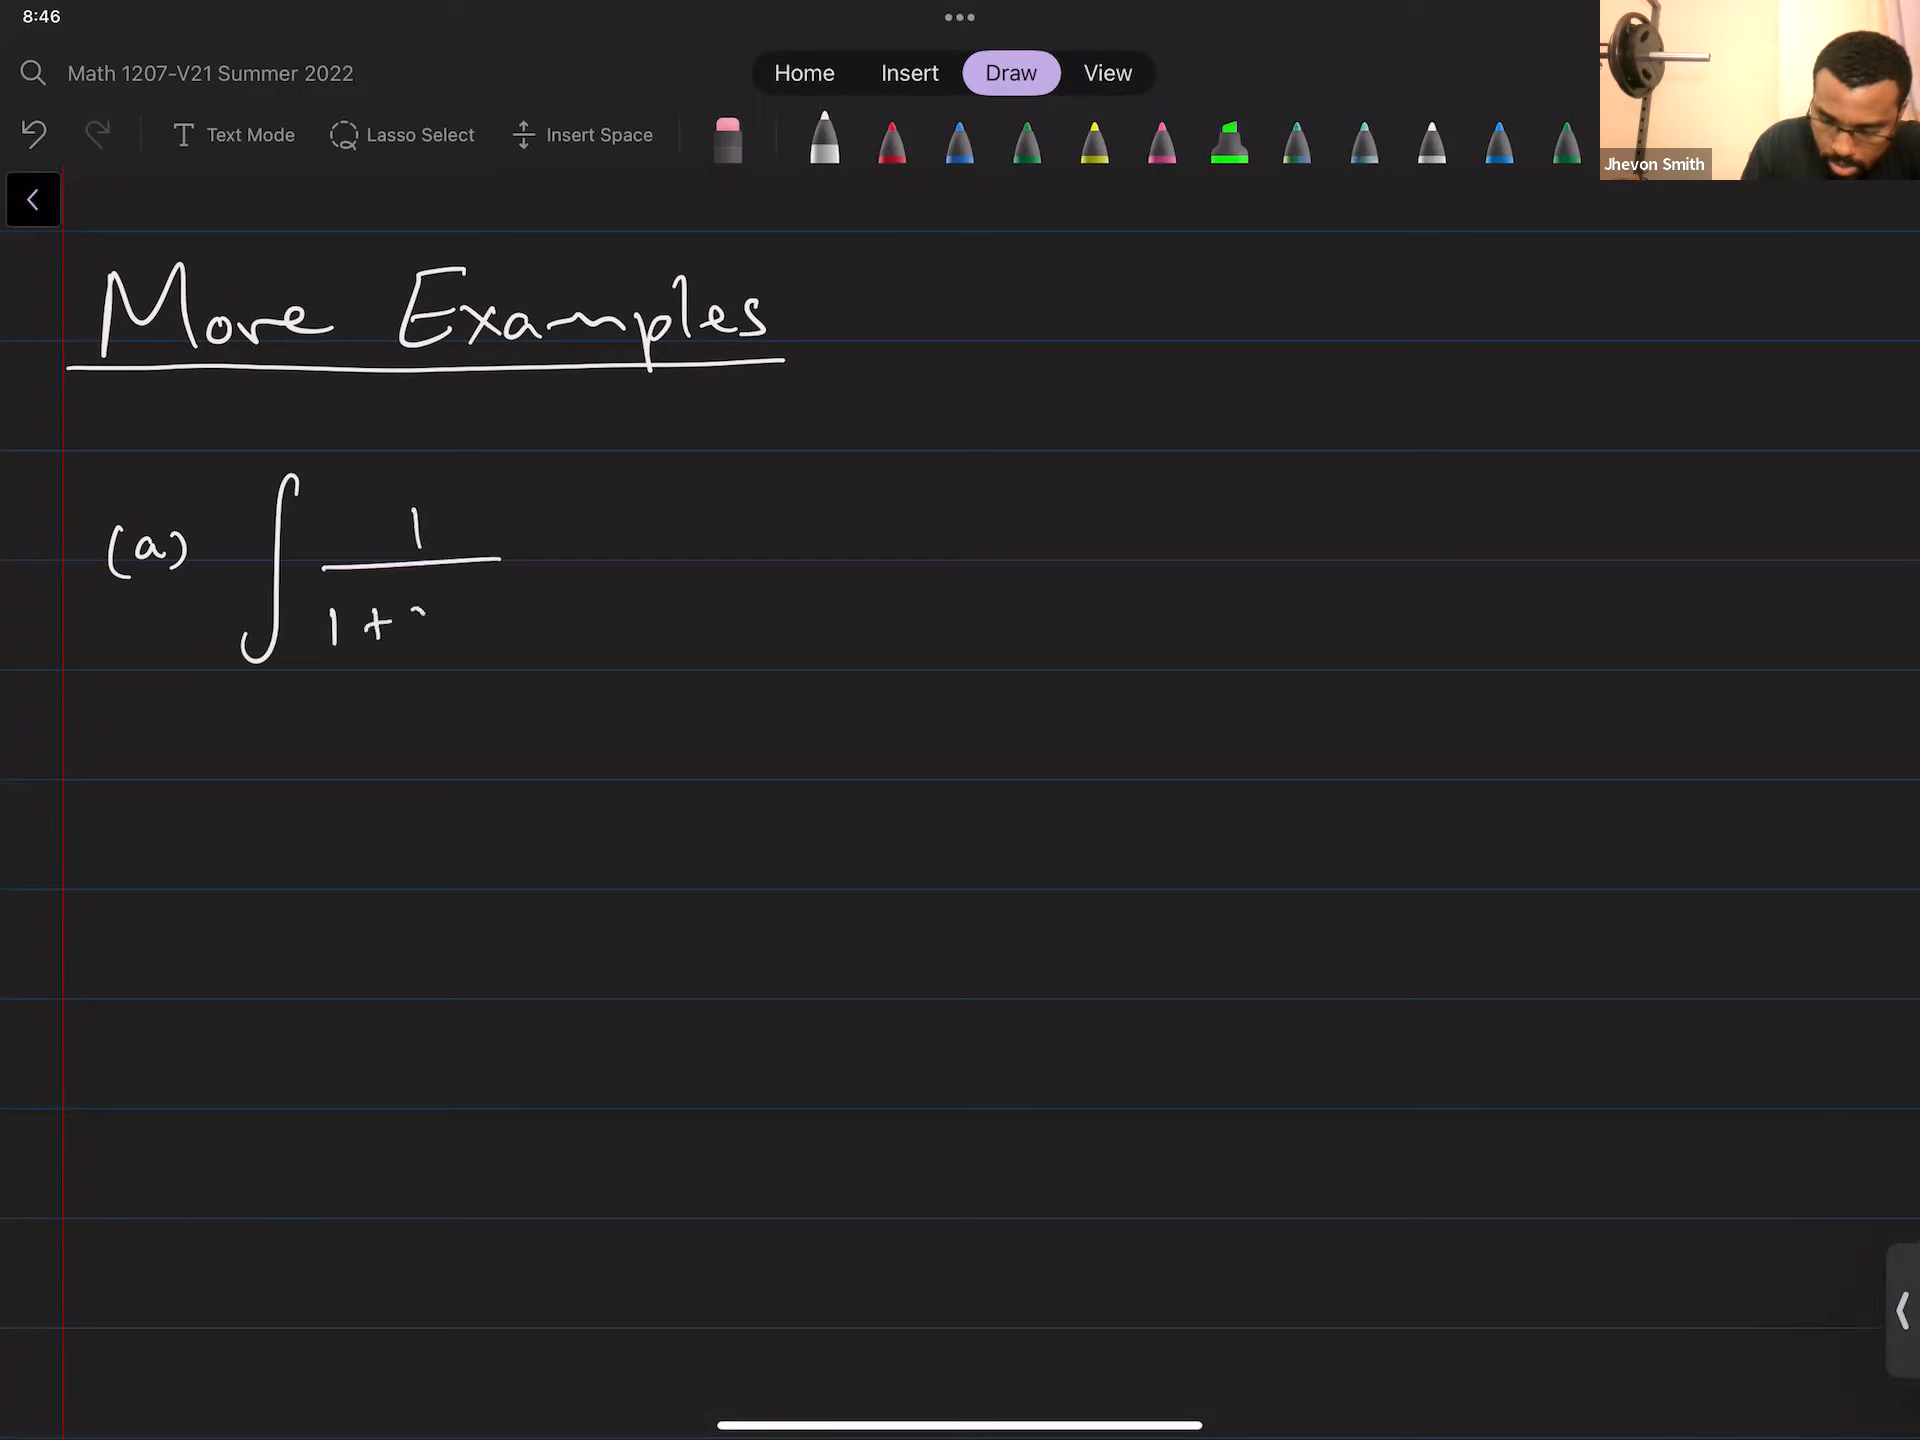 8:46
Math 1207-V21 Summer 2022
Home Insert Draw View
Text Mode Lasso Select Insert Space
Jhevon Smith
More Examples
(a) ∫ 1
1 +